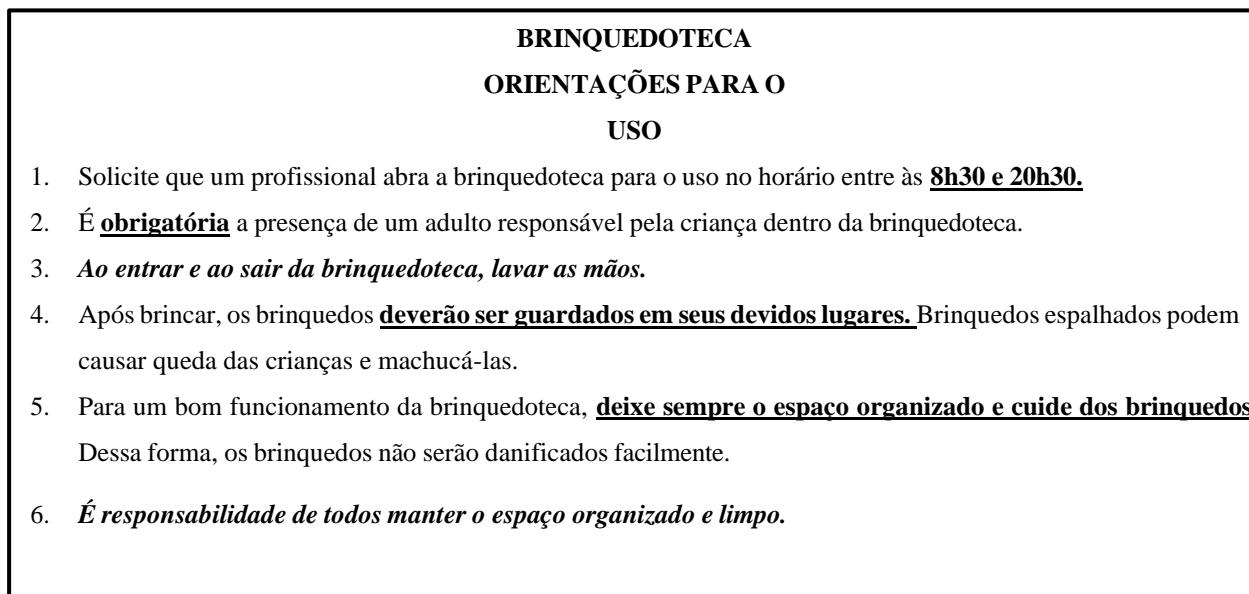 BRINQUEDOTECA
ORIENTAÇÕES PARA O
USO
1. Solicite que um profissional abra a brinquedoteca para o uso no horário entre às 8h30 e 20h30.
2. É obrigatória a presença de um adulto responsável pela criança dentro da brinquedoteca.
3. Ao entrar e ao sair da brinquedoteca, lavar as mãos.
4. Após brincar, os brinquedos deverão ser guardados em seus devidos lugares. Brinquedos espalhados podem
causar queda das crianças e machucá-las.
5. Para um bom funcionamento da brinquedoteca, deixe sempre o espaço organizado e cuide dos brinquedos
Dessa forma, os brinquedos não serão danificados facilmente.
6. É responsabilidade de todos manter o espaço organizado e limpo.